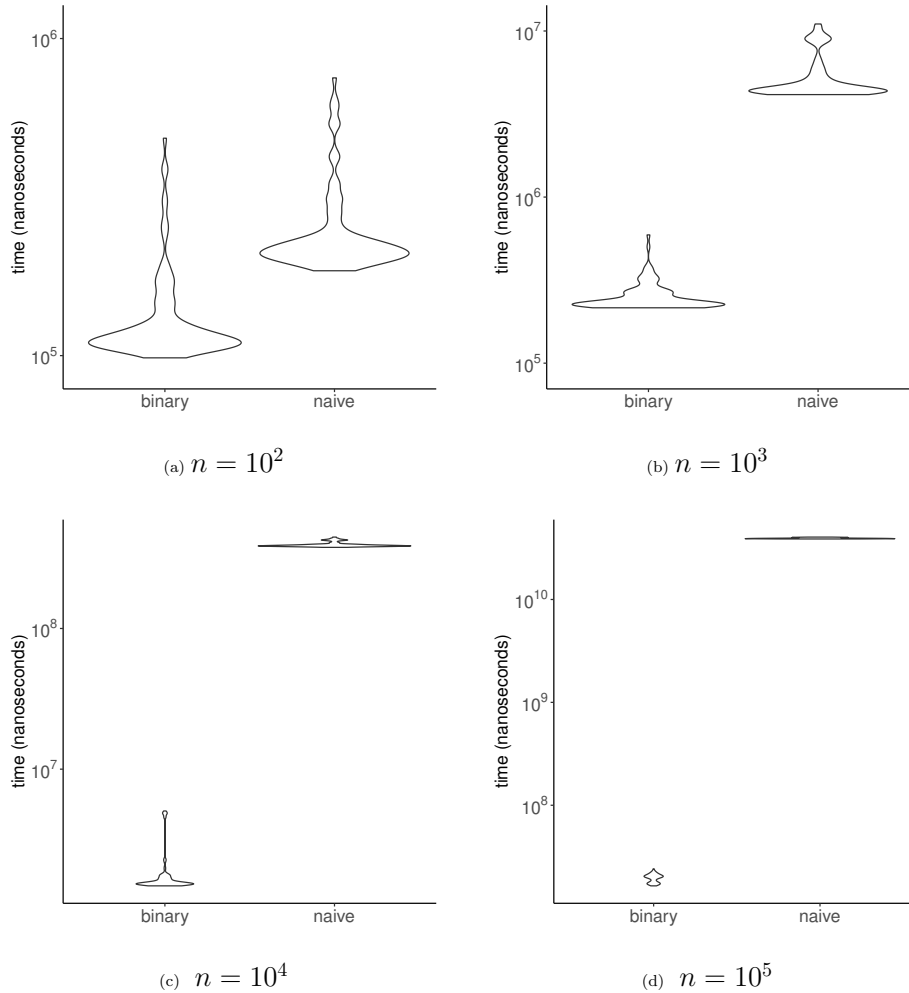 10^6
10^5
time (nanoseconds)
binary naive
(a) n = 10^2
10^7
10^6
10^5
time (nanoseconds)
binary naive
(b) n = 10^3
10^8
10^7
time (nanoseconds)
binary naive
(c) n = 10^4
10^10
10^9
10^8
time (nanoseconds)
binary naive
(d) n = 10^5